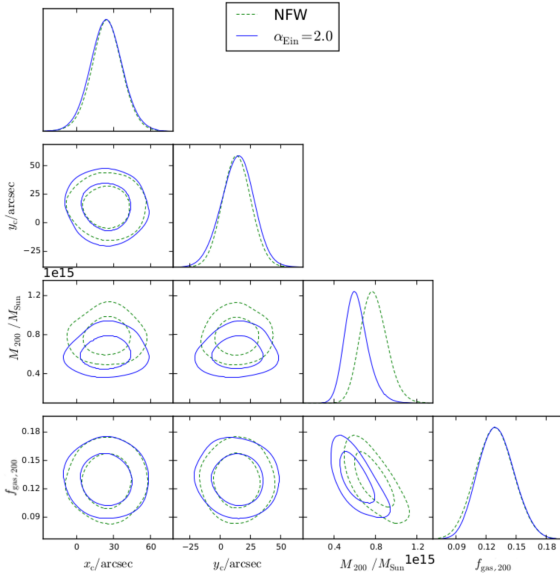 NFW
α_Ein=2.0
50
25
0
−25
y_c/arcsec
1e15
1.2
0.8
0.4
M_200 /M_Sun
0.18
0.15
0.12
0.09
f_gas,200
0 30 60
x_c/arcsec
−25 0 25 50
y_c/arcsec
0.4 0.8 1.2
1e15
M_200 /M_Sun
0.09 0.12 0.15 0.18
f_gas,200